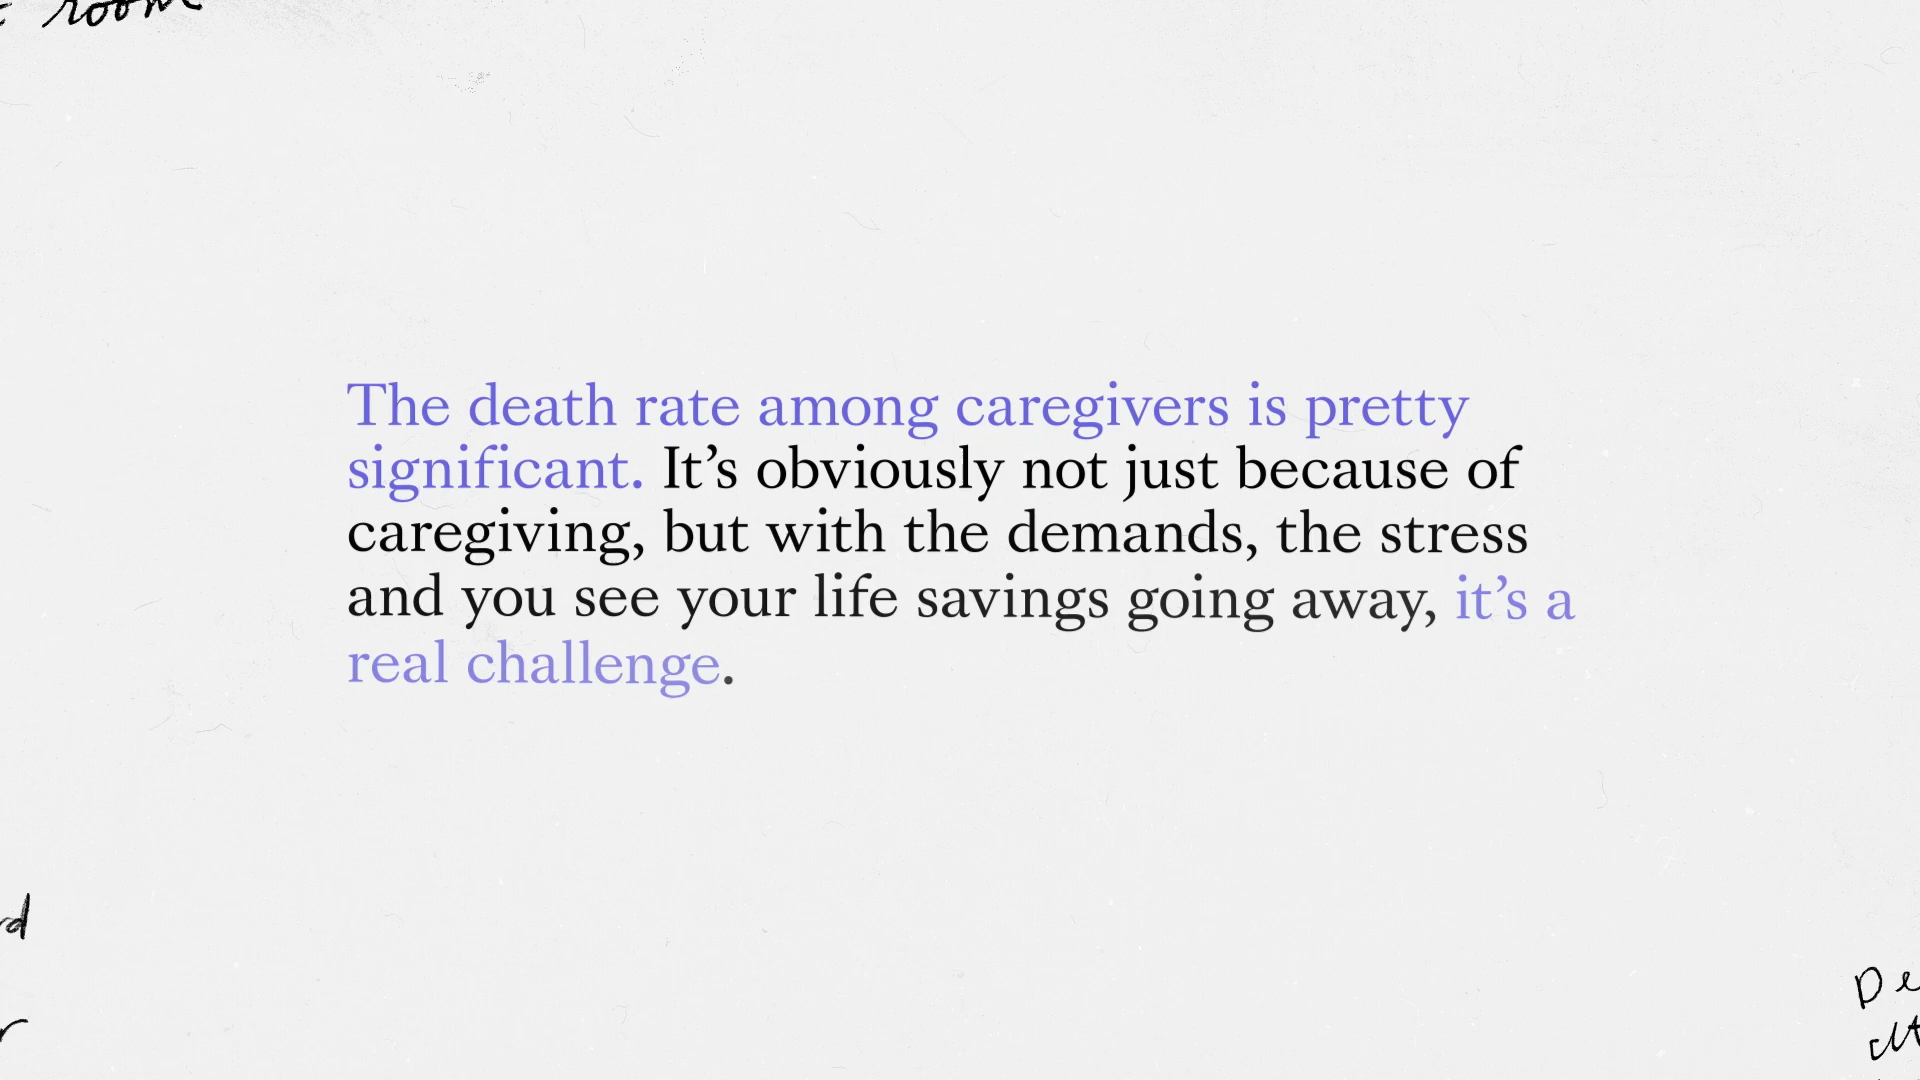 room
The death rate among caregivers is pretty
significant. It’s obviously not just because of
caregiving, but with the demands, the stress
and you see your life savings going away, it’s a
real challenge.